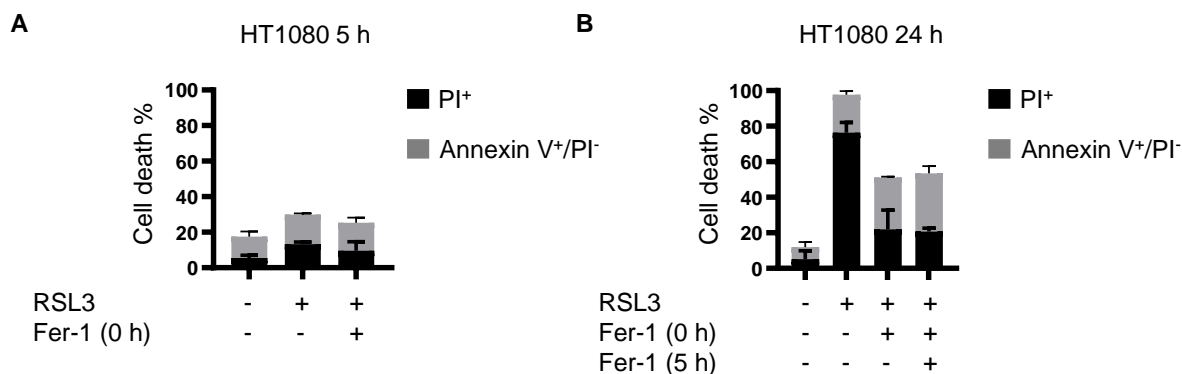 A
HT1080 5 h
Cell death %
100
80
60
40
20
0
PI⁺
Annexin V⁺/PI⁻
RSL3 - + +
Fer-1 (0 h) - - +
B
HT1080 24 h
Cell death %
100
80
60
40
20
0
PI⁺
Annexin V⁺/PI⁻
RSL3 - + + +
Fer-1 (0 h) - - + +
Fer-1 (5 h) - - - +